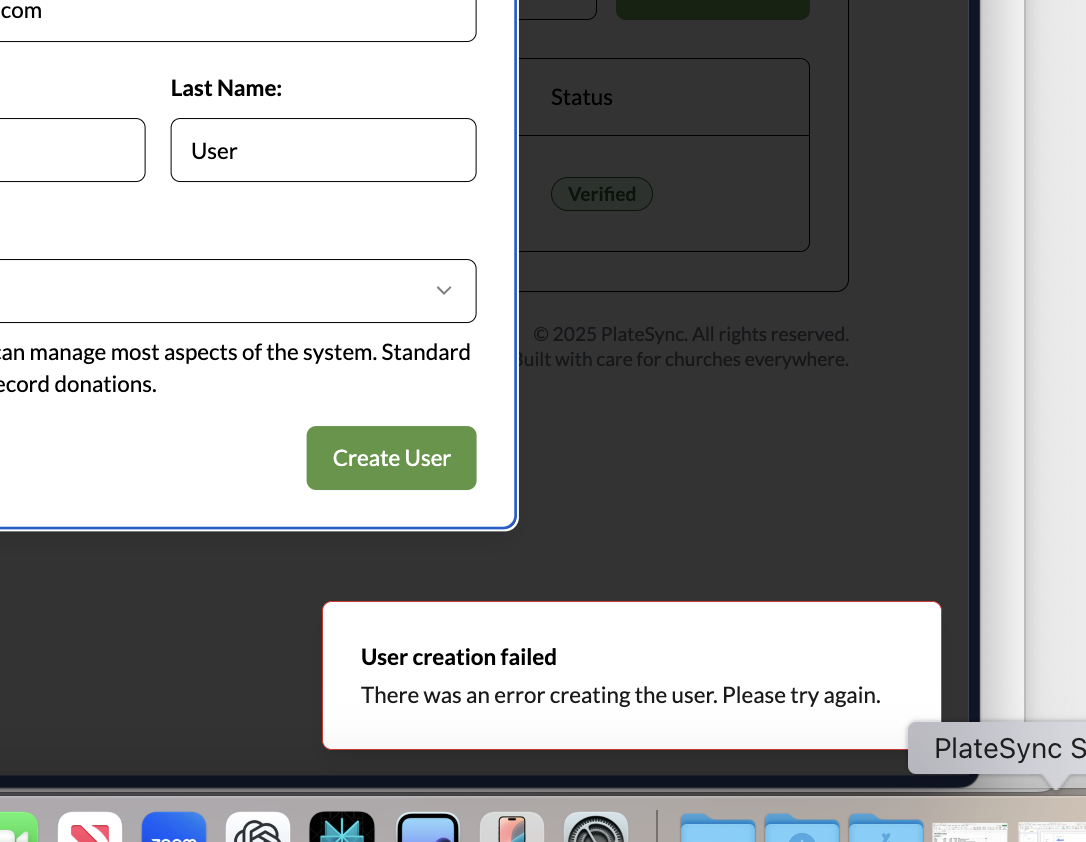 com
Last Name:
User
Status
Verified
can manage most aspects of the system. Standard
ecord donations.
Create User
© 2025 PlateSync. All rights reserved.
Built with care for churches everywhere.
User creation failed
There was an error creating the user. Please try again.
PlateSync S
zoom